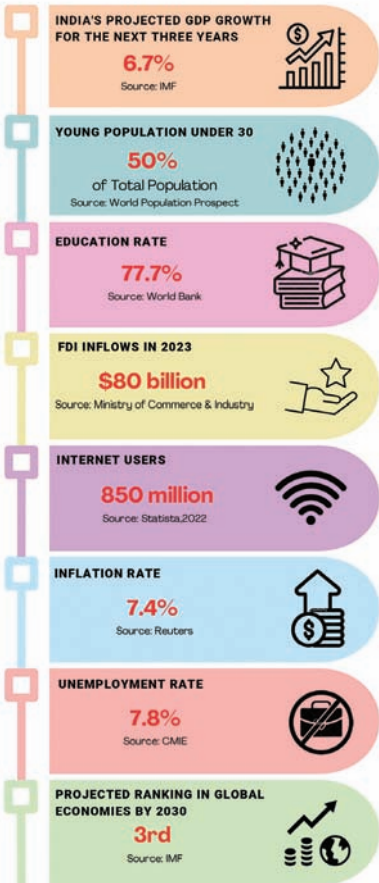 INDIA'S PROJECTED GDP GROWTH
FOR THE NEXT THREE YEARS
6.7%
Source: IMF
YOUNG POPULATION UNDER 30
50%
of Total Population
Source: World Population Prospect
EDUCATION RATE
77.7%
Source: World Bank
FDI INFLOWS IN 2023
$80 billion
Source: Ministry of Commerce & Industry
INTERNET USERS
850 million
Source: Statista,2022
INFLATION RATE
7.4%
Source: Reuters
UNEMPLOYMENT RATE
7.8%
Source: CMIE
PROJECTED RANKING IN GLOBAL
ECONOMIES BY 2030
3rd
Source: IMF